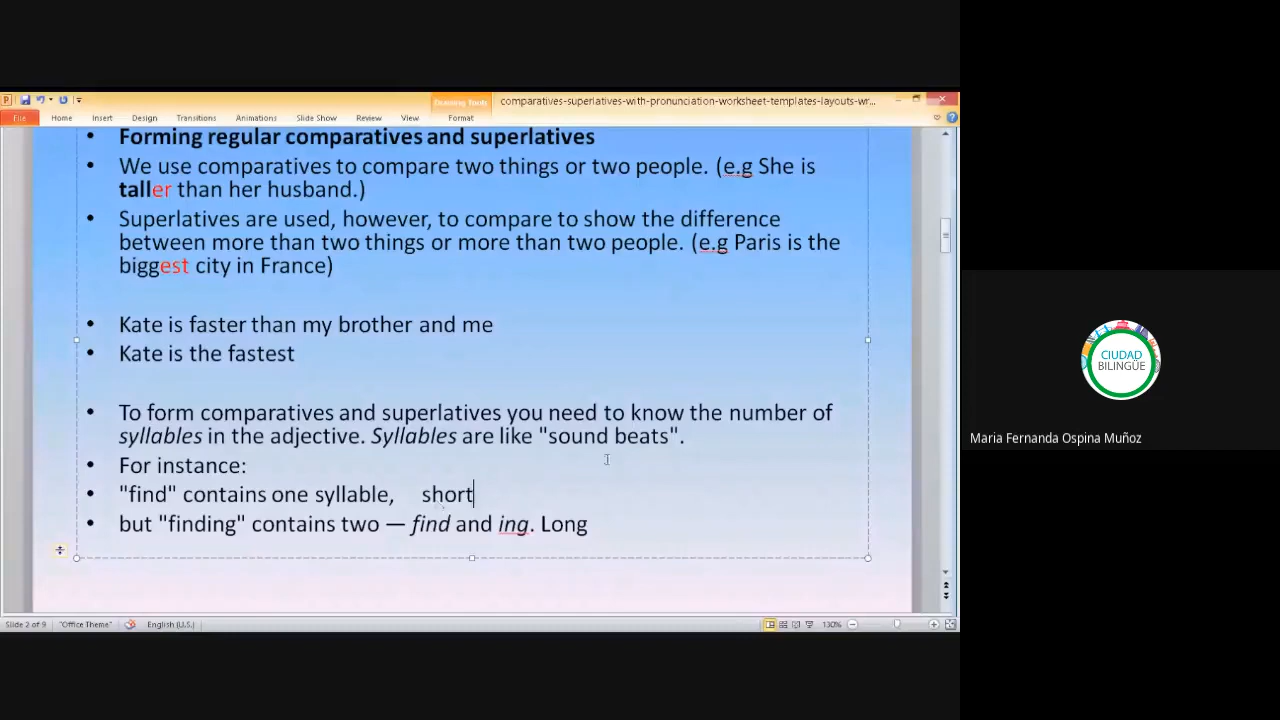 comparatives-superlatives-with-pronunciation-worksheet-templates-layouts-wr...
Drawing Tools
File Home Insert Design Transitions Animations Slide Show Review View Format
• Forming regular comparatives and superlatives
• We use comparatives to compare two things or two people. (e.g She is
taller than her husband.)
• Superlatives are used, however, to compare to show the difference
between more than two things or more than two people. (e.g Paris is the
biggest city in France)
• Kate is faster than my brother and me
• Kate is the fastest
• To form comparatives and superlatives you need to know the number of
syllables in the adjective. Syllables are like "sound beats".
• For instance:
• "find" contains one syllable, short
• but "finding" contains two — find and ing. Long
Slide 2 of 9 "Office Theme" English (U.S.) 130%
CIUDAD
BILINGÜE
Maria Fernanda Ospina Muñoz